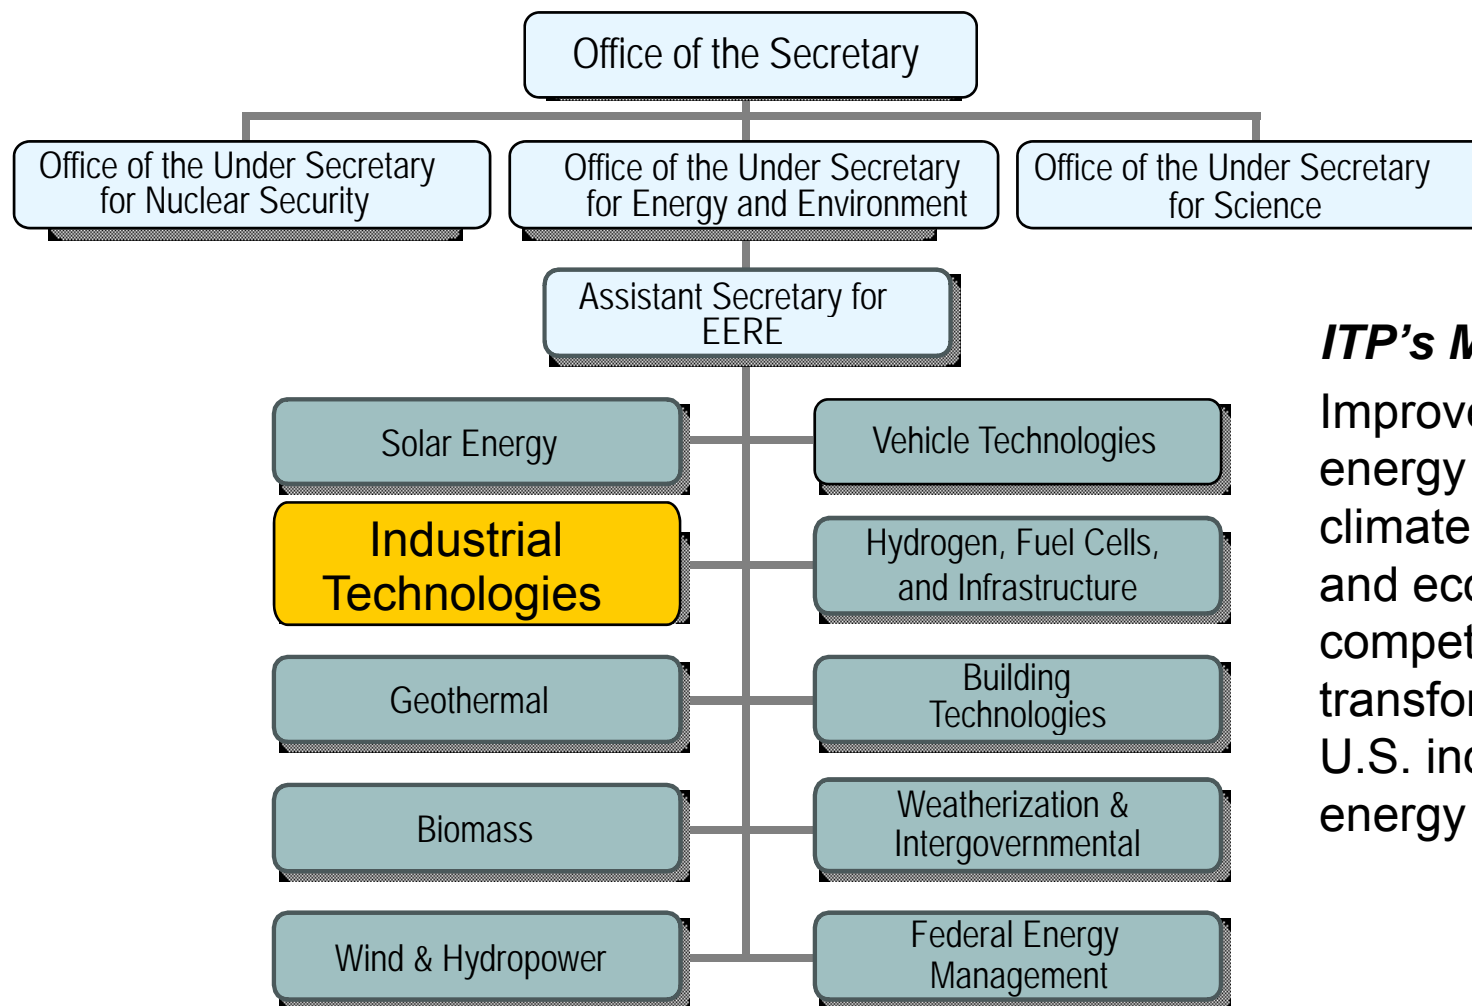 Office of the Secretary
Office of the Under Secretary
for Nuclear Security
Office of the Under Secretary
for Energy and Environment
Office of the Under Secretary
for Science
Assistant Secretary for
EERE
Solar Energy
Vehicle Technologies
Industrial
Technologies
Hydrogen, Fuel Cells,
and Infrastructure
Geothermal
Building
Technologies
Biomass
Weatherization &
Intergovernmental
Wind & Hydropower
Federal Energy
Management
ITP's
energy
climate
and
U.S.
energy